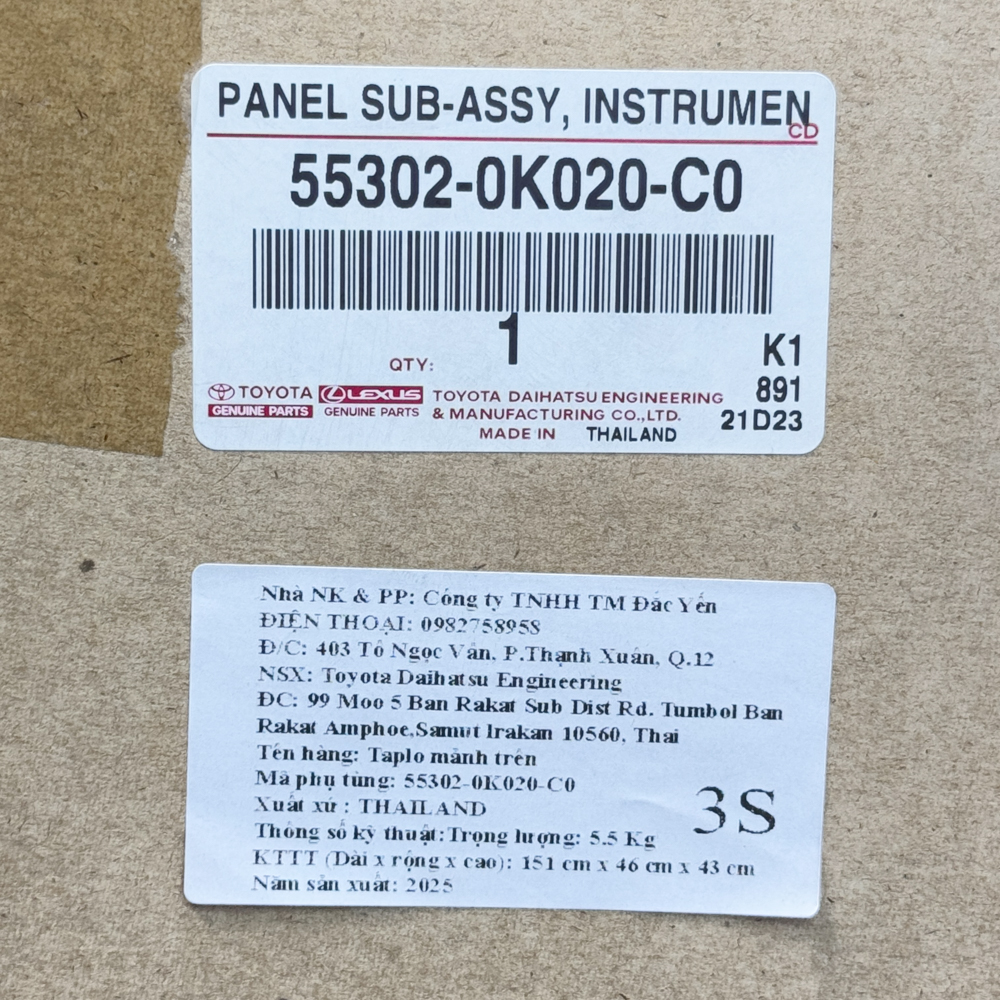 PANEL SUB-ASSY, INSTRUMEN
CD
55302-0K020-C0
QTY: 1
K1
891
21D23
TOYOTA
GENUINE PARTS
LEXUS
GENUINE PARTS
TOYOTA DAIHATSU ENGINEERING
& MANUFACTURING CO.,LTD.
MADE IN THAILAND
Nhà NK & PP: Công ty TNHH TM Đắc Yến
ĐIỆN THOẠI: 0982758958
Đ/C: 403 Tô Ngọc Vân, P.Thạnh Xuân, Q.12
NSX: Toyota Daihatsu Engineering
ĐC: 99 Moo 5 Ban Rakat Sub Dist Rd. Tumbol Ban
Rakat Amphoe,Samut Irakan 10560, Thai
Tên hàng: Taplo mảnh trên
Mã phụ tùng: 55302-0K020-C0
Xuất xứ : THAILAND
Thông số kỹ thuật:Trọng lượng: 5.5 Kg
KTTT (Dài x rộng x cao): 151 cm x 46 cm x 43 cm
Năm sản xuất: 2025
3S